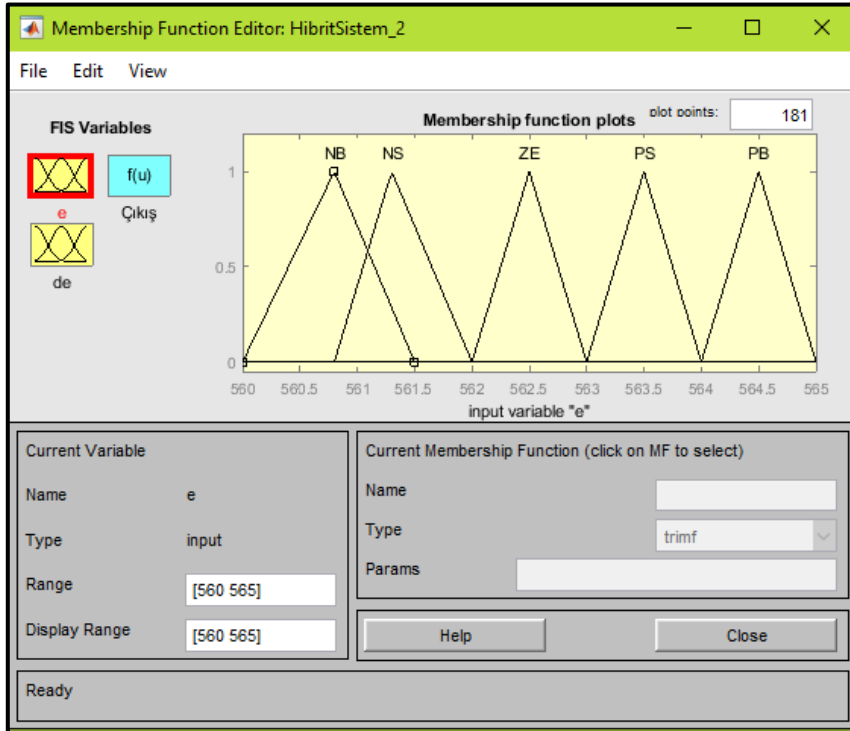 Membership Function Editor: HibritSistem_2
File Edit View
FIS Variables
e
f(u)
Çıkış
de
Membership function plots
plot points:
181
NB NS ZE PS PB
1
0.5
0
560 560.5 561 561.5 562 562.5 563 563.5 564 564.5 565
input variable "e"
Current Variable
Name e
Type input
Range [560 565]
Display Range [560 565]
Current Membership Function (click on MF to select)
Name
Type trimf
Params
Help
Close
Ready